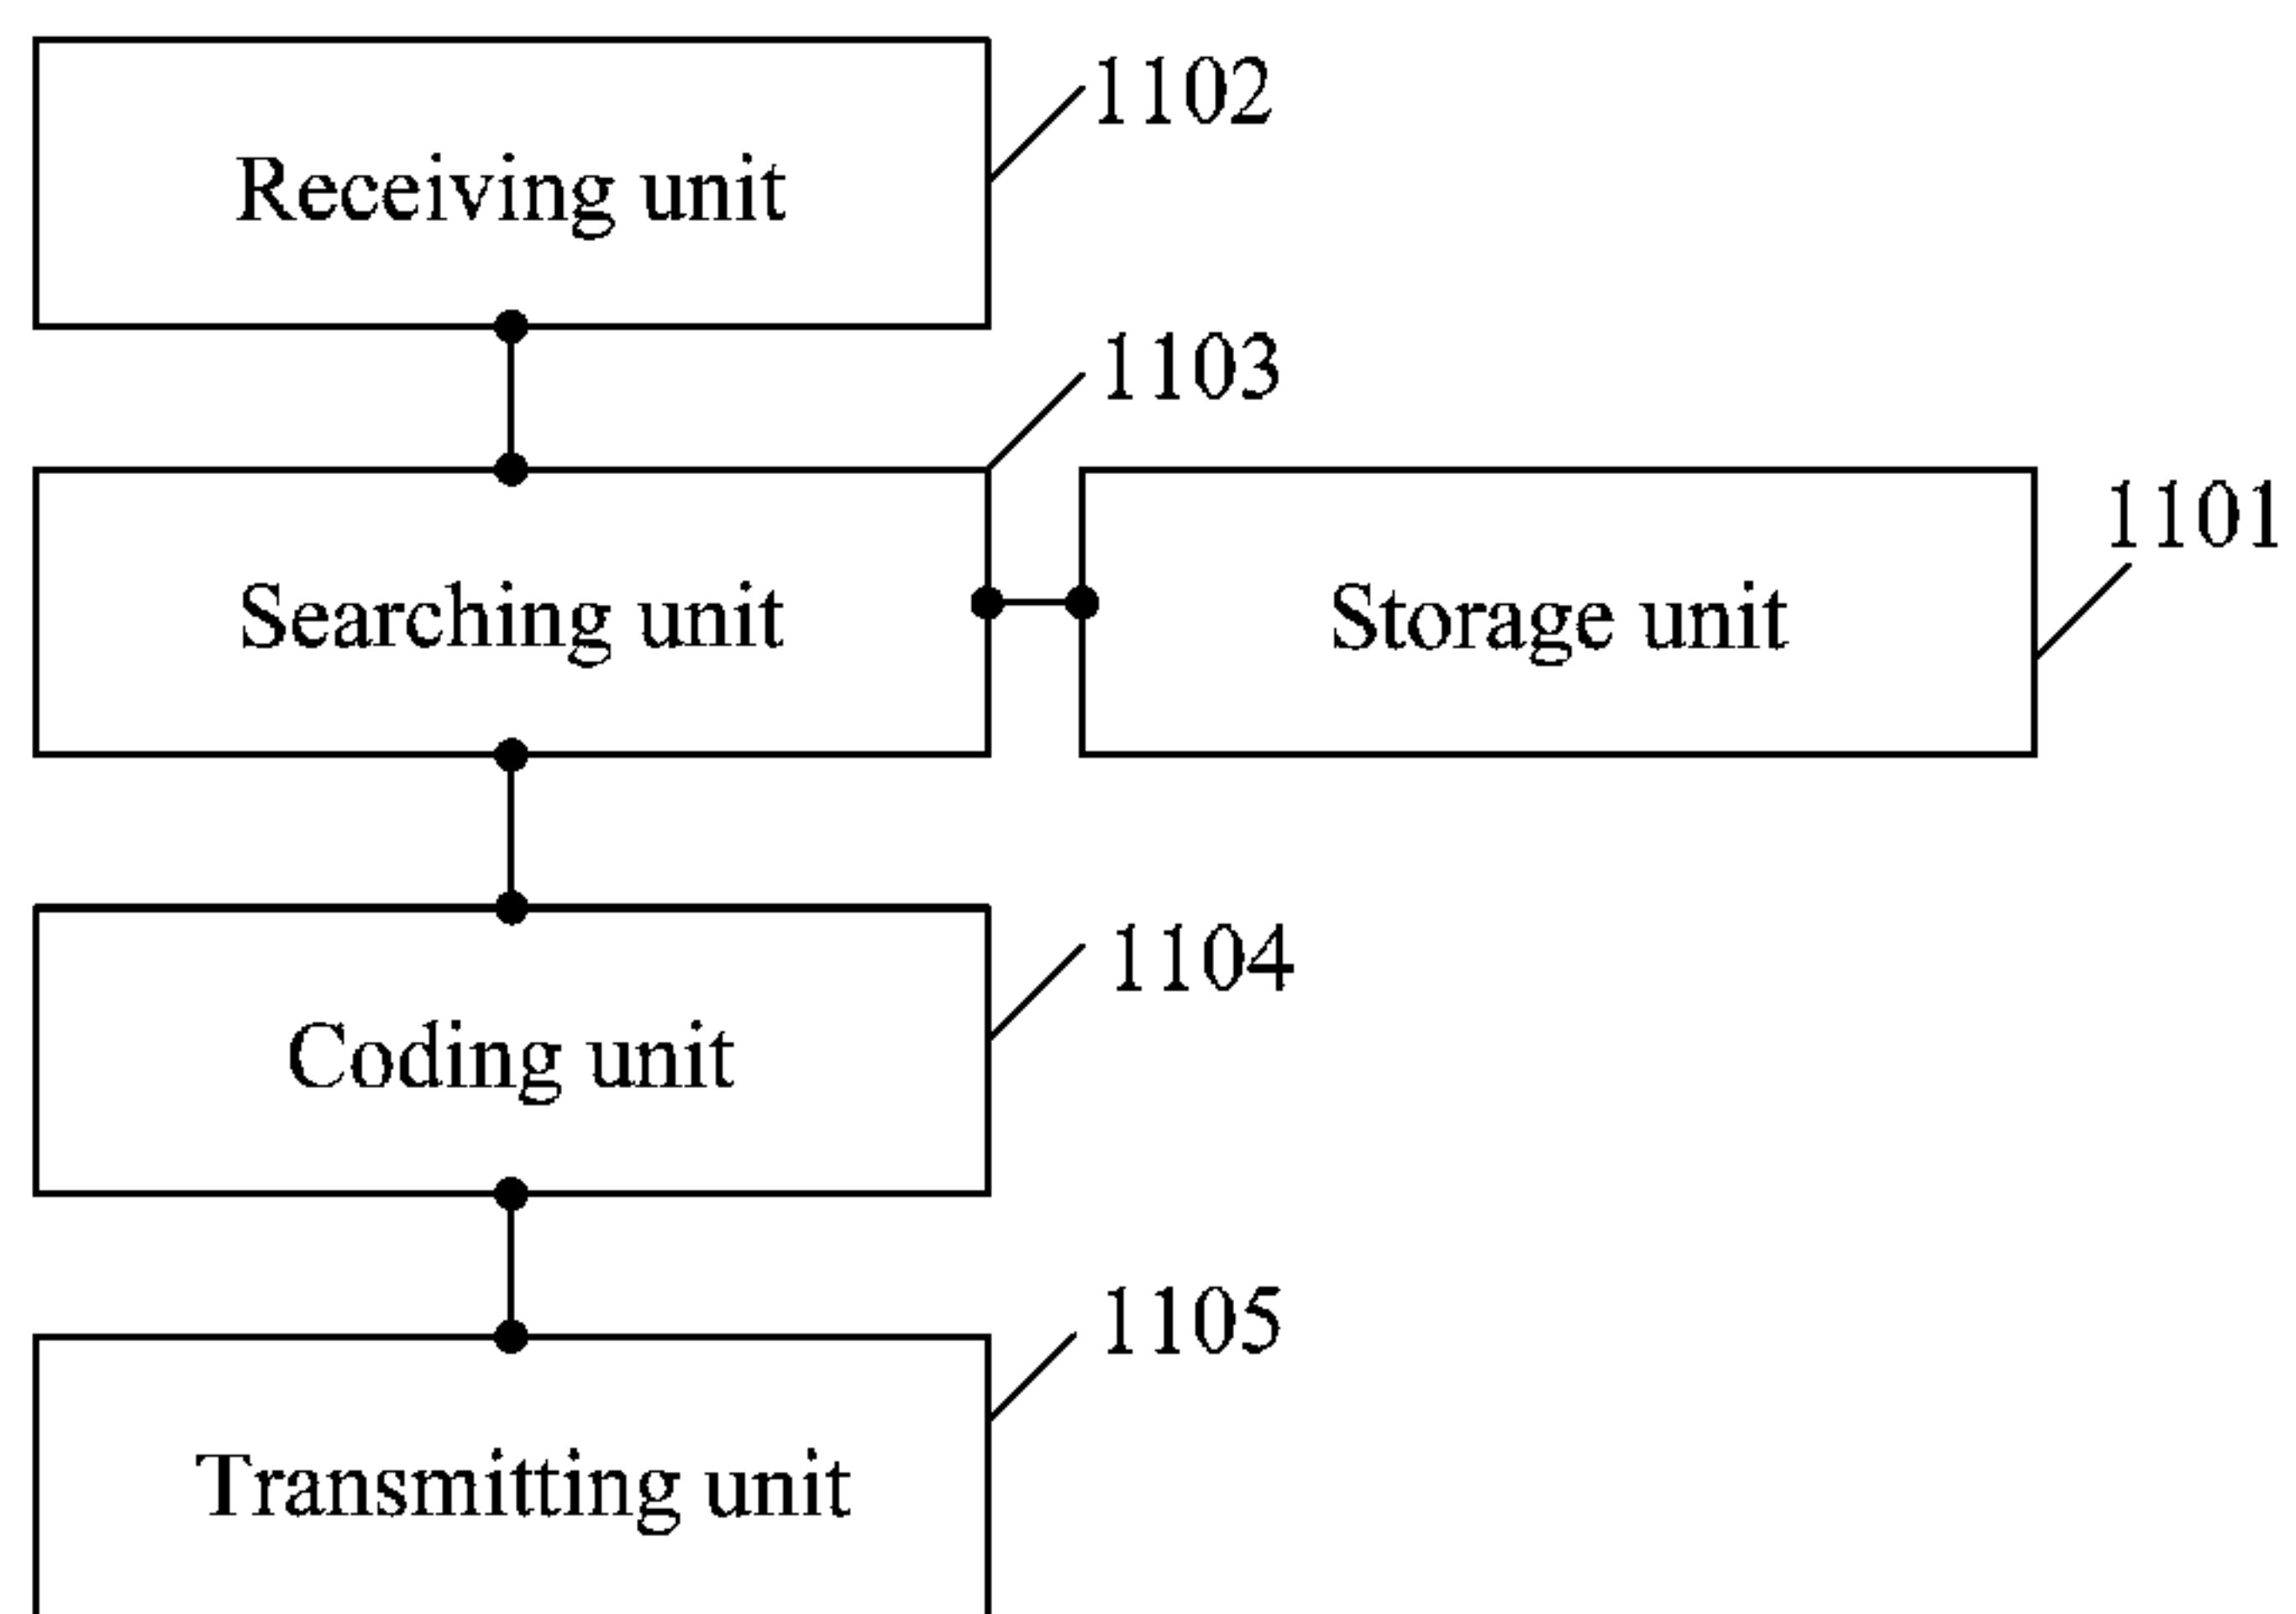 1102
Receiving unit
1103
1101
Searching unit
Storage unit
1104
Coding unit
1105
Transmitting unit